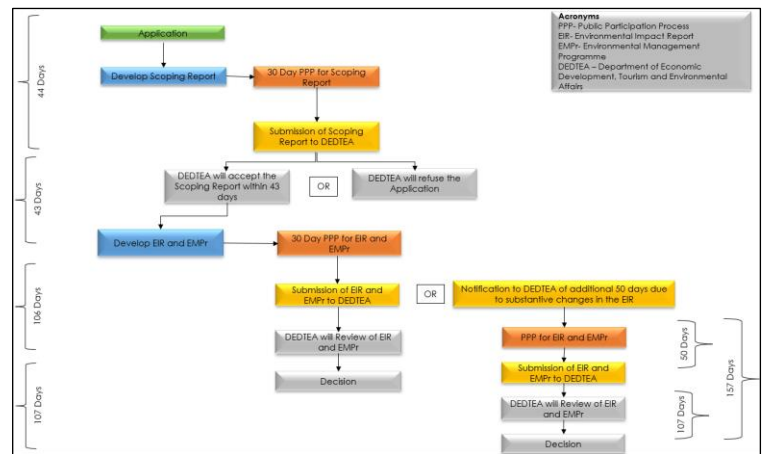 Acronyms
PPP- Public Participation Process
EIR- Environmental Impact Report
EMPr- Environmental Management
Programme
DEDTEA – Department of Economic
Development, Tourism and Environmental
Affairs
44 Days
Application
Develop Scoping Report
30 Day PPP for Scoping
Report
Submission of Scoping
Report to DEDTEA
43 Days
DEDTEA will accept the
Scoping Report within 43
days
OR
DEDTEA will refuse the
Application
Develop EIR and EMPr
30 Day PPP for EIR and
EMPr
106 Days
Submission of EIR and
EMPr to DEDTEA
OR
Notification to DEDTEA of additional 50 days due
to substantive changes in the EIR
DEDTEA will Review of EIR
and EMPr
PPP for EIR and EMPr
50 Days
157 Days
107 Days
Decision
Submission of EIR and
EMPr to DEDTEA
DEDTEA will Review of EIR
and EMPr
107 Days
Decision